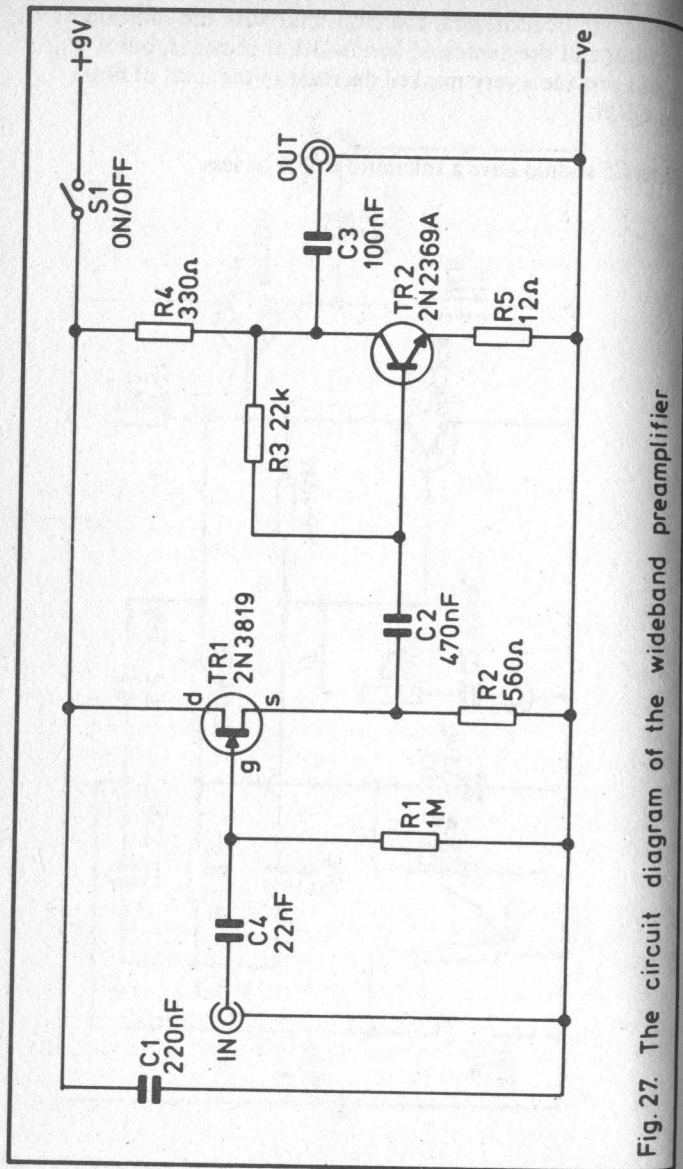 C1
220nF
IN
C4
22nF
R1
1M
g
d
TR1
2N3819
s
R2
560Ω
C2
470nF
R3 22k
R4
330Ω
TR2
2N2369A
R5
12Ω
C3
100nF
OUT
S1
ON/OFF
+9V
-ve
Fig. 27. The circuit diagram of the wideband preamplifier